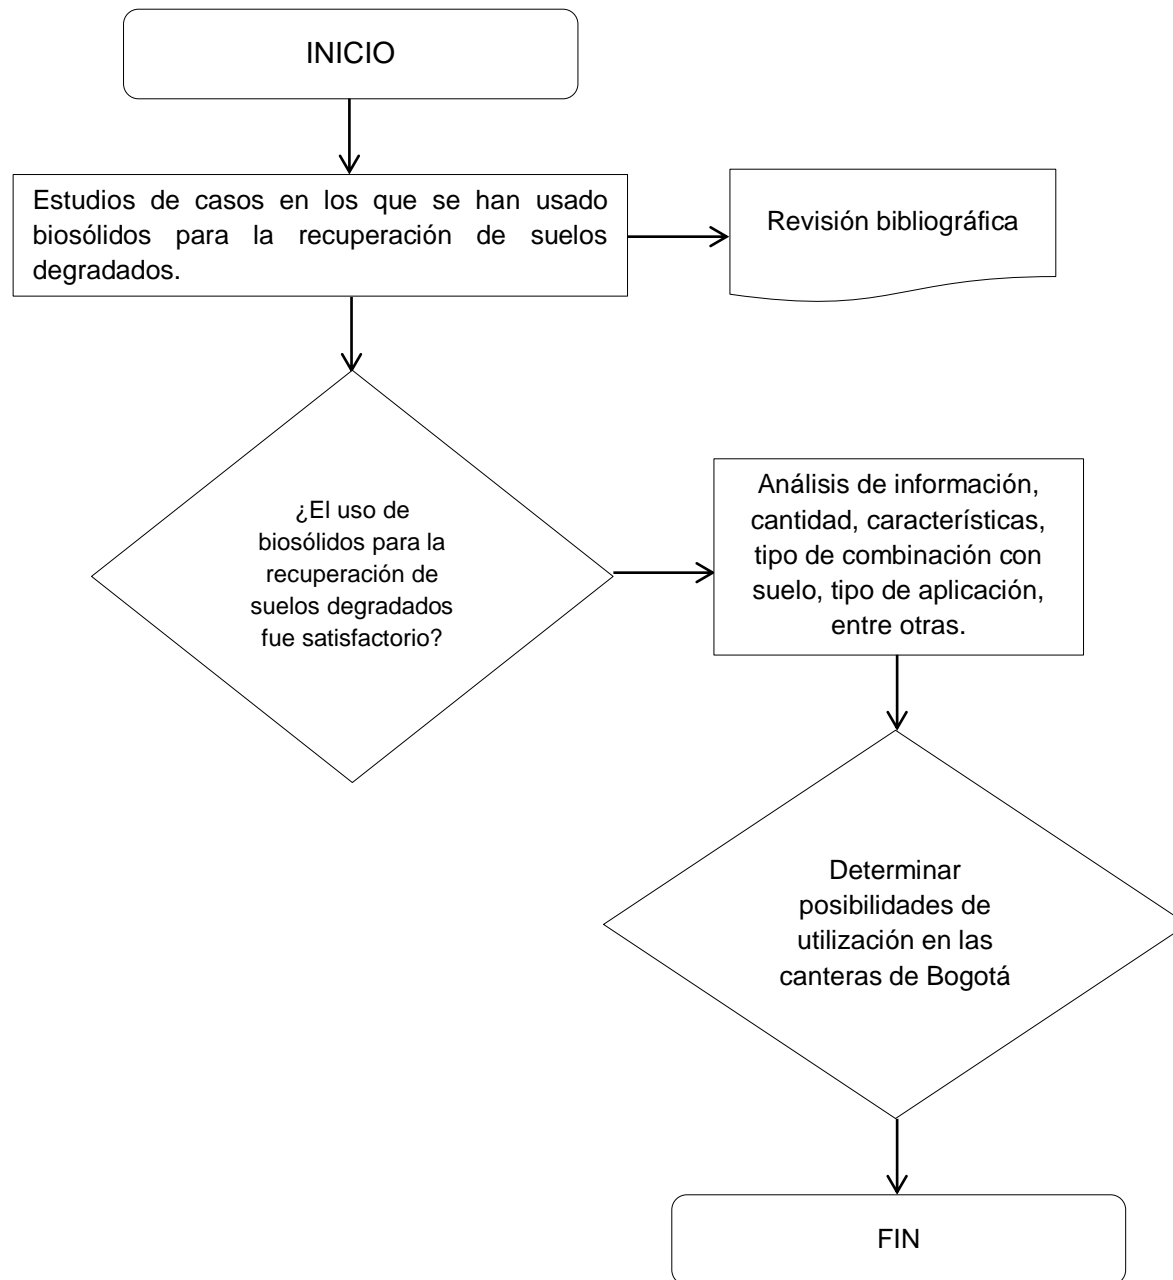 INICIO
Estudios de casos en los que se han usado
biosólidos para la recuperación de suelos
degradados.
Revisión bibliográfica
¿El uso de
biosólidos para la
recuperación de
suelos degradados
fue satisfactorio?
Análisis de información,
cantidad, características,
tipo de combinación con
suelo, tipo de aplicación,
entre otras.
Determinar
posibilidades de
utilización en las
canteras de Bogotá
FIN